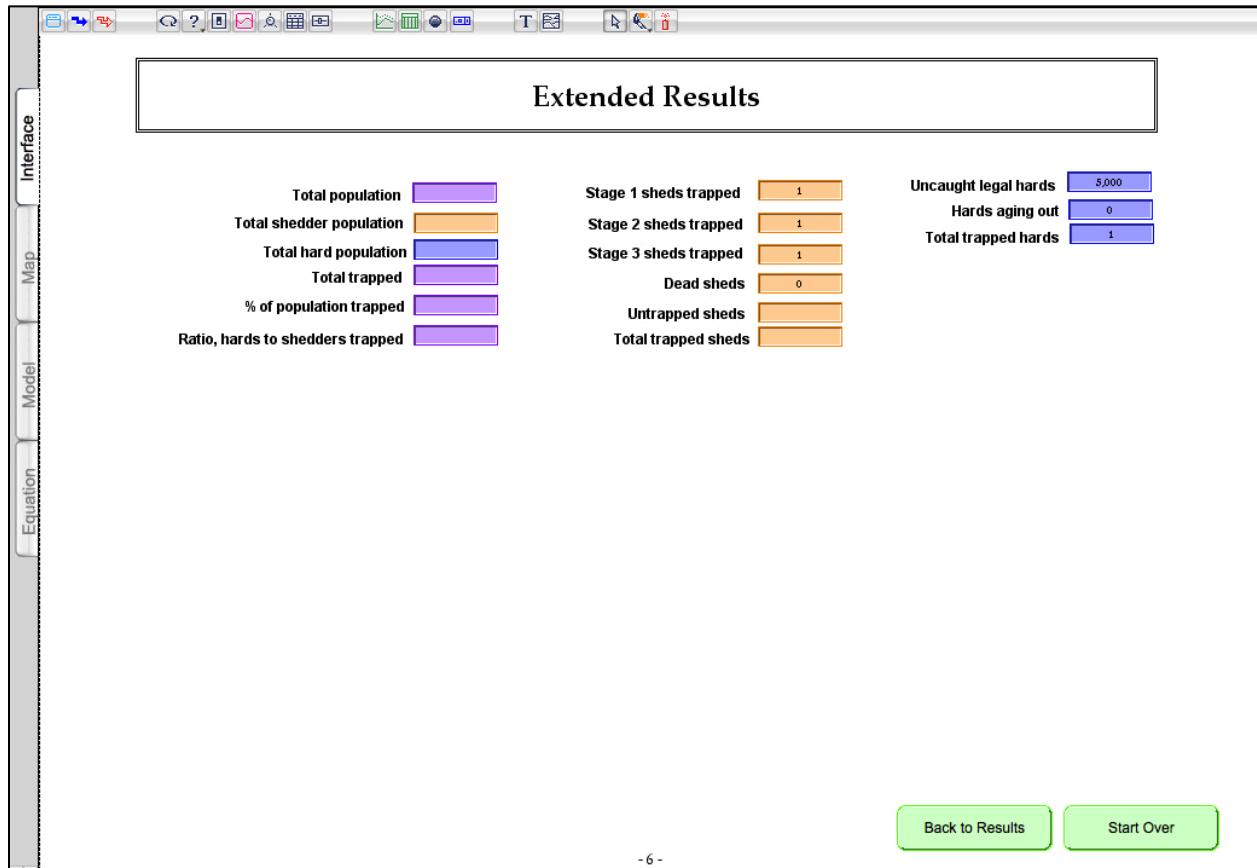 ? T
Extended Results
Interface
Map
Model
Equation
Total population
Total shedder population
Total hard population
Total trapped
% of population trapped
Ratio, hards to shedders trapped
Stage 1 sheds trapped 1
Stage 2 sheds trapped 1
Stage 3 sheds trapped 1
Dead sheds 0
Untrapped sheds
Total trapped sheds
Uncaught legal hards 5,000
Hards aging out 0
Total trapped hards 1
Back to Results
Start Over
- 6 -